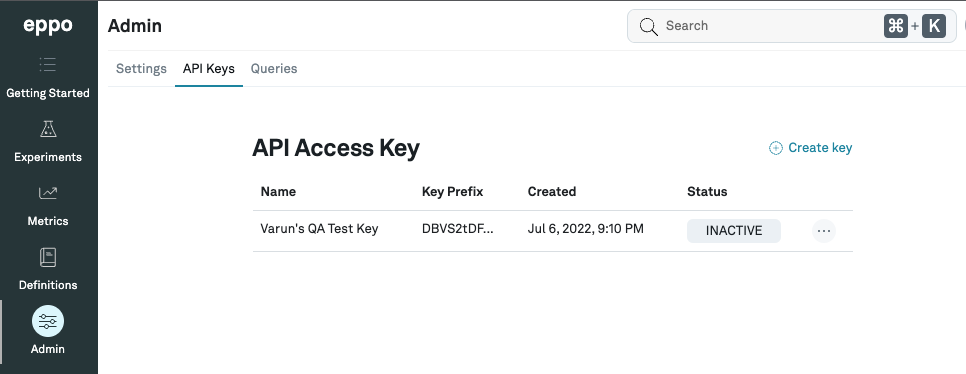 eppo
Getting Started
Experiments
Metrics
Definitions
Admin
Admin
Search ⌘ + K
Settings API Keys Queries
API Access Key
Create key
Name Key Prefix Created Status
Varun's QA Test Key DBVS2tDF... Jul 6, 2022, 9:10 PM INACTIVE